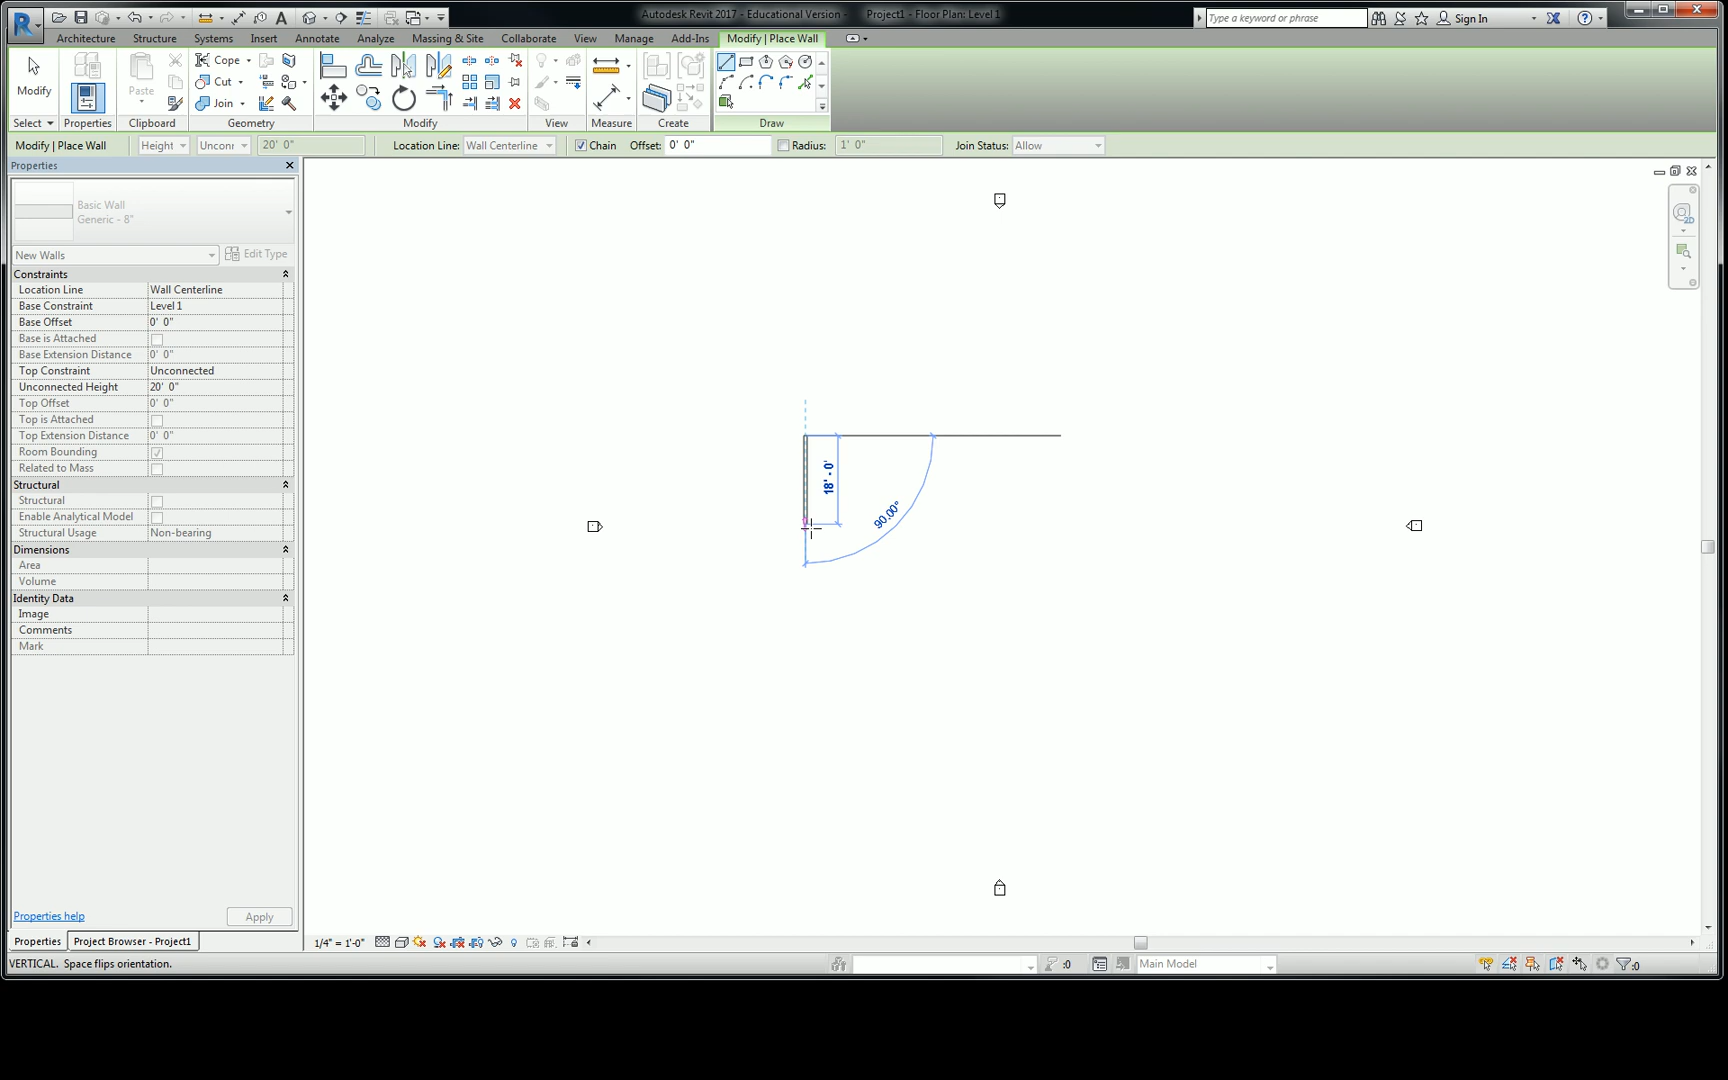 Autodesk Revit 2017 - Educational Version - Project1 - Floor Plan: Level 1
Type a keyword or phrase
Sign In
Architecture Structure Systems Insert Annotate Analyze Massing & Site Collaborate View Manage Add-Ins Modify | Place Wall
Modify
Paste
Cope
Cut
Join
Select Properties Clipboard Geometry Modify View Measure Create Draw
Modify | Place Wall Height Unconr 20' 0" Location Line: Wall Centerline Chain Offset: 0' 0" Radius: 1' 0" Join Status: Allow
Properties
Basic Wall
Generic - 8"
New Walls Edit Type
Constraints
Location Line Wall Centerline
Base Constraint Level 1
Base Offset 0' 0"
Base is Attached
Base Extension Distance 0' 0"
Top Constraint Unconnected
Unconnected Height 20' 0"
Top Offset 0' 0"
Top is Attached
Top Extension Distance 0' 0"
Room Bounding
Related to Mass
Structural
Structural
Enable Analytical Model
Structural Usage Non-bearing
Dimensions
Area
Volume
Identity Data
Image
Comments
Mark
18' - 0"
90.00°
2D
Properties help Apply
Properties Project Browser - Project1
1/4" = 1'-0"
VERTICAL. Space flips orientation.
:0
Main Model
:0